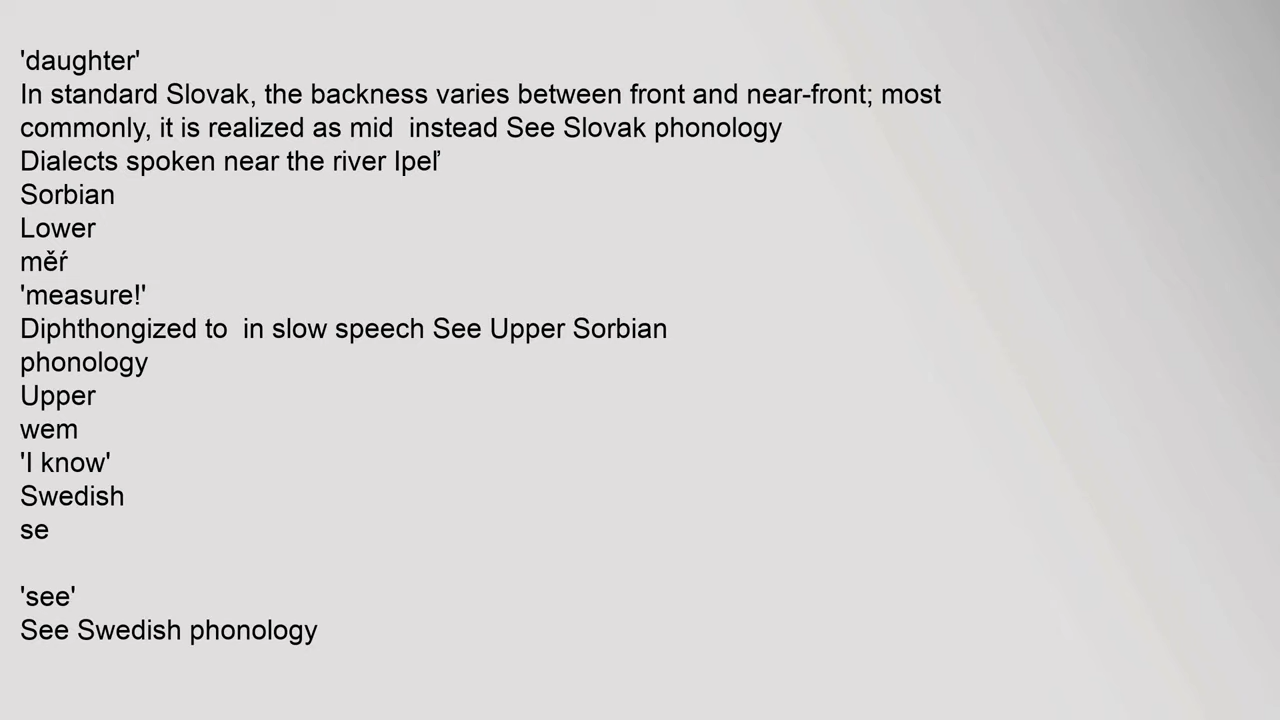 'daughter'
In standard Slovak, the backness varies between front and near-front; most
commonly, it is realized as mid  instead See Slovak phonology
Dialects spoken near the river Ipeľ
Sorbian
Lower
měŕ
'measure!'
Diphthongized to  in slow speech See Upper Sorbian
phonology
Upper
wem
'I know'
Swedish
se
'see'
See Swedish phonology